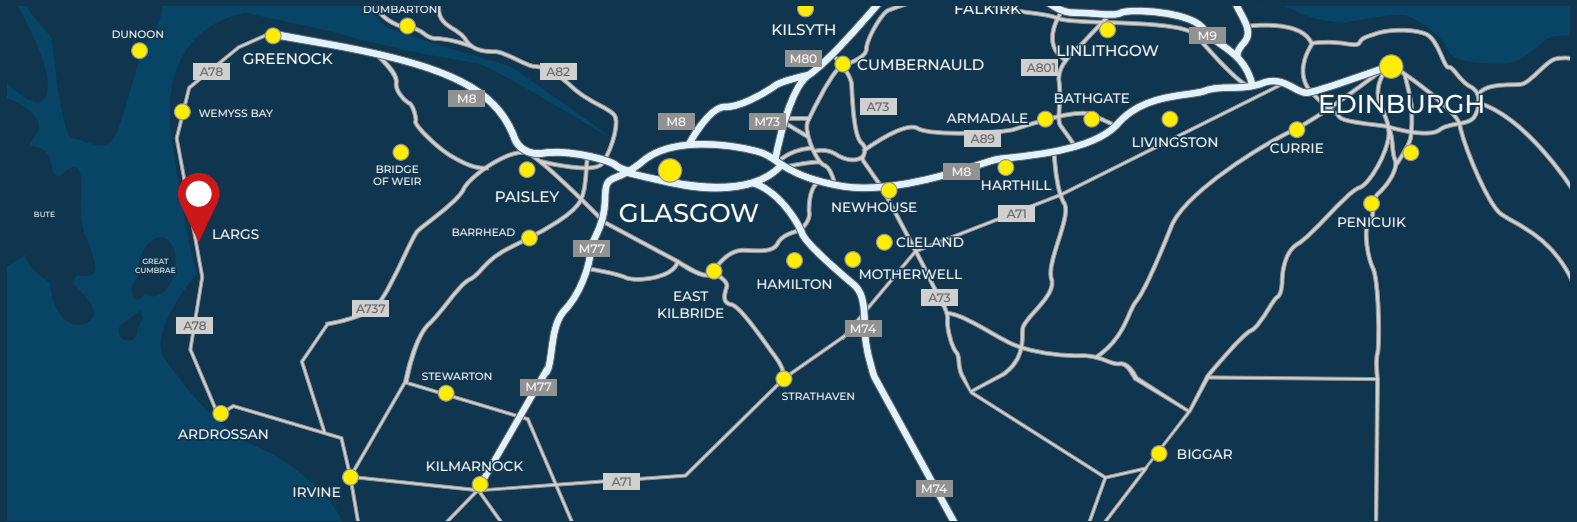 DUMBARTON
FALKIRK
KILSYTH
DUNOON
GREENOCK
M80
M9
LINLITHGOW
CUMBERNAULD
A78
A82
A801
M8
BATHGATE
EDINBURGH
A73
WEMYSS BAY
M8
M73
ARMADALE
A89
LIVINGSTON
CURRIE
BRIDGE
OF WEIR
PAISLEY
M8
HARTHILL
GLASGOW
NEWHOUSE
A71
BUTE
PENICUIK
LARGS
BARRHEAD
M77
CLELAND
GREAT
CUMBRAE
HAMILTON
MOTHERWELL
EAST
KILBRIDE
A73
A737
A78
M74
STEWARTON
M77
STRATHAVEN
ARDROSSAN
KILMARNOCK
BIGGAR
A71
IRVINE
M74